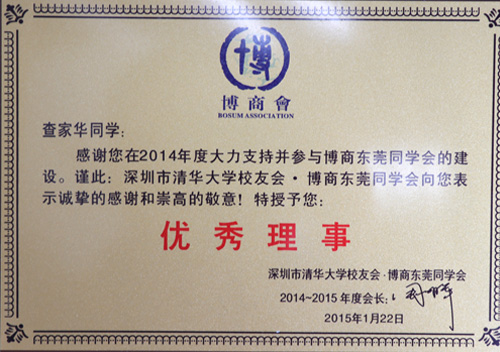 博
博商會
BOSUM ASSOCIATION
查家华同学:
感谢您在2014年度大力支持并参与博商东莞同学会的建
设。谨此:深圳市清华大学校友会·博商东莞同学会向您表
示诚挚的感谢和崇高的敬意!特授予您:
优秀理事
深圳市清华大学校友会·博商东莞同学会
2014~2015 年度会长:
2015年1月22日